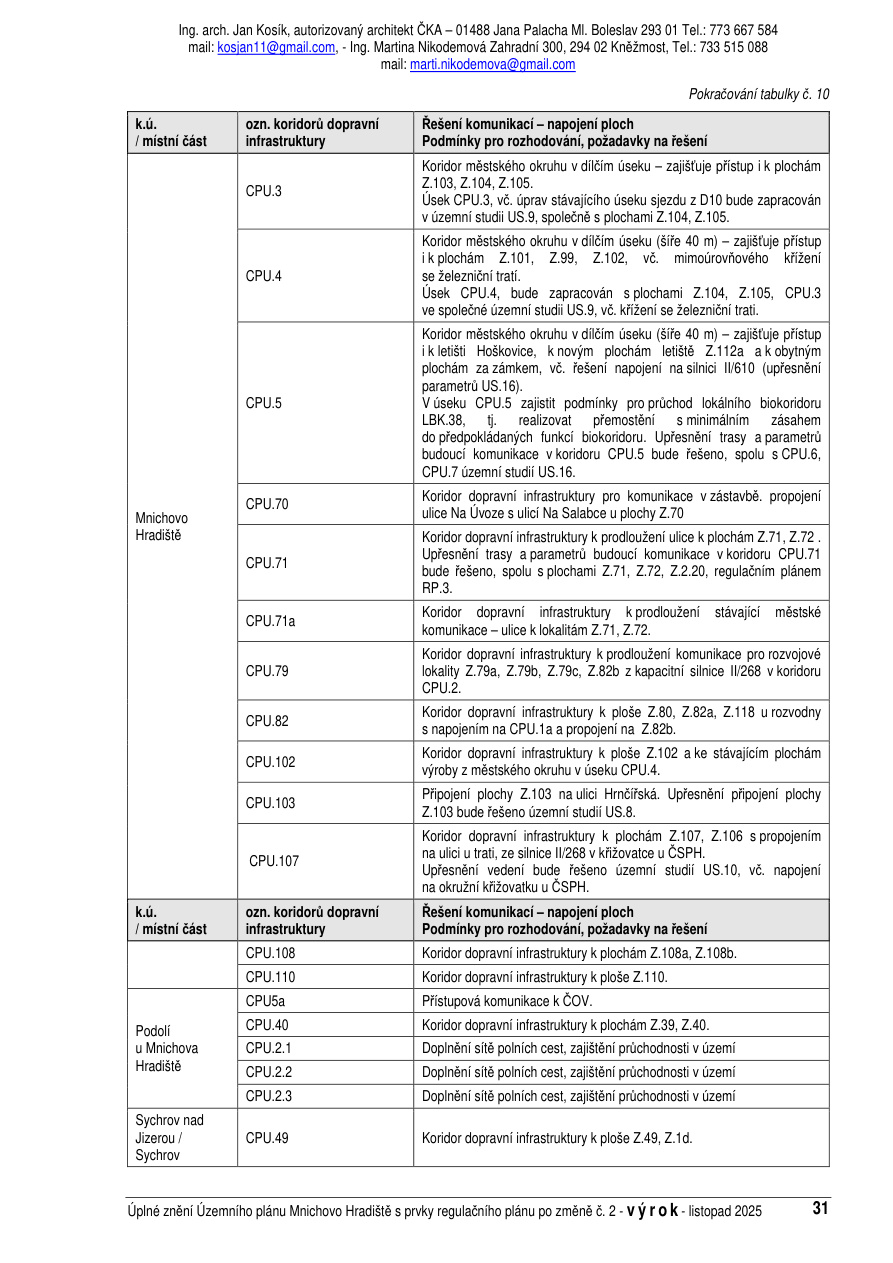 Ing. arch. Jan Kosík, autorizovaný architekt ČKA – 01488 Jana Palacha Ml. Boleslav 293 01 Tel.: 773 667 584
mail: kosjan11@gmail.com, - Ing. Martina Nikodemová Zahradní 300, 294 02 Kněžmost, Tel.: 733 515 088
mail: marti.nikodemova@gmail.com
Pokračování tabulky č. 10
k.ú.
/ místní část
ozn. koridorů dopravní
infrastruktury
Řešení komunikací – napojení ploch
Podmínky pro rozhodování, požadavky na řešení
Mnichovo
Hradiště
CPU.3
Koridor městského okruhu v dílčím úseku – zajišťuje přístup i k plochám
Z.103, Z.104, Z.105.
Úsek CPU.3, vč. úprav stávajícího úseku sjezdu z D10 bude zapracován
v územní studii US.9, společně s plochami Z.104, Z.105.
CPU.4
Koridor městského okruhu v dílčím úseku (šíře 40 m) – zajišťuje přístup
i k plochám Z.101, Z.99, Z.102, vč. mimoúrovňového křížení
se železniční tratí.
Úsek CPU.4, bude zapracován s plochami Z.104, Z.105, CPU.3
ve společné územní studii US.9, vč. křížení se železniční trati.
CPU.5
Koridor městského okruhu v dílčím úseku (šíře 40 m) – zajišťuje přístup
i k letišti Hoškovice, k novým plochám letiště Z.112a a k obytným
plochám za zámkem, vč. řešení napojení na silnici II/610 (upřesnění
parametrů US.16).
V úseku CPU.5 zajistit podmínky pro průchod lokálního biokoridoru
LBK.38, tj. realizovat přemostění s minimálním zásahem
do předpokládaných funkcí biokoridoru. Upřesnění trasy a parametrů
budoucí komunikace v koridoru CPU.5 bude řešeno, spolu s CPU.6,
CPU.7 územní studií US.16.
CPU.70
Koridor dopravní infrastruktury pro komunikace v zástavbě. propojení
ulice Na Úvoze s ulicí Na Salabce u plochy Z.70
CPU.71
Koridor dopravní infrastruktury k prodloužení ulice k plochám Z.71, Z.72 .
Upřesnění trasy a parametrů budoucí komunikace v koridoru CPU.71
bude řešeno, spolu s plochami Z.71, Z.72, Z.2.20, regulačním plánem
RP.3.
CPU.71a
Koridor dopravní infrastruktury k prodloužení stávající městské
komunikace – ulice k lokalitám Z.71, Z.72.
CPU.79
Koridor dopravní infrastruktury k prodloužení komunikace pro rozvojové
lokality Z.79a, Z.79b, Z.79c, Z.82b z kapacitní silnice II/268 v koridoru
CPU.2.
CPU.82
Koridor dopravní infrastruktury k ploše Z.80, Z.82a, Z.118 u rozvodny
s napojením na CPU.1a a propojení na Z.82b.
CPU.102
Koridor dopravní infrastruktury k ploše Z.102 a ke stávajícím plochám
výroby z městského okruhu v úseku CPU.4.
CPU.103
Připojení plochy Z.103 na ulici Hrnčířská. Upřesnění připojení plochy
Z.103 bude řešeno územní studií US.8.
CPU.107
Koridor dopravní infrastruktury k plochám Z.107, Z.106 s propojením
na ulici u trati, ze silnice II/268 v křižovatce u ČSPH.
Upřesnění vedení bude řešeno územní studií US.10, vč. napojení
na okružní křižovatku u ČSPH.
k.ú.
/ místní část
ozn. koridorů dopravní
infrastruktury
Řešení komunikací – napojení ploch
Podmínky pro rozhodování, požadavky na řešení
CPU.108
Koridor dopravní infrastruktury k plochám Z.108a, Z.108b.
CPU.110
Koridor dopravní infrastruktury k ploše Z.110.
Podolí
u Mnichova
Hradiště
CPU5a
Přístupová komunikace k ČOV.
CPU.40
Koridor dopravní infrastruktury k plochám Z.39, Z.40.
CPU.2.1
Doplnění sítě polních cest, zajištění průchodnosti v území
CPU.2.2
Doplnění sítě polních cest, zajištění průchodnosti v území
CPU.2.3
Doplnění sítě polních cest, zajištění průchodnosti v území
Sychrov nad
Jizerou /
Sychrov
CPU.49
Koridor dopravní infrastruktury k ploše Z.49, Z.1d.
Úplné znění Územního plánu Mnichovo Hradiště s prvky regulačního plánu po změně č. 2 - v ý r o k - listopad 2025
31